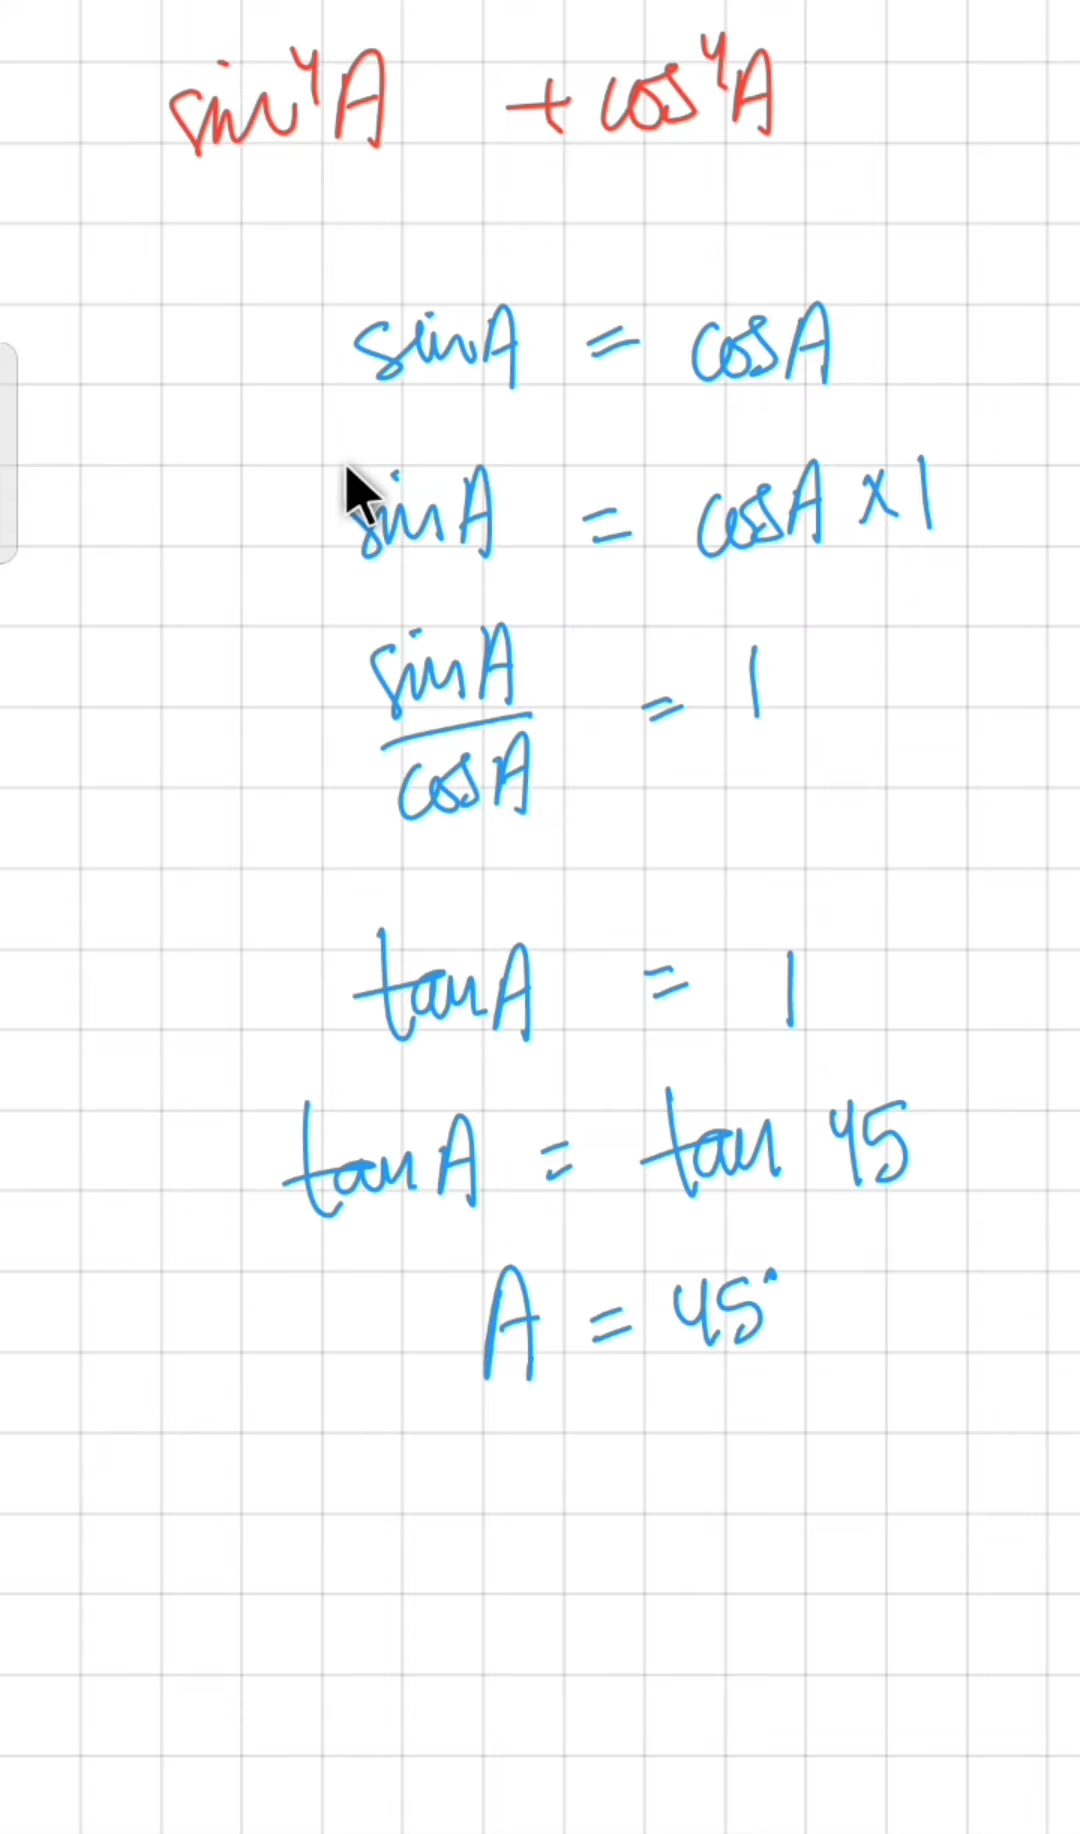 sin⁴A + cos⁴A
sinA = cosA
sinA = cosA × 1
sinA
cosA = 1
tanA = 1
tanA = tan 45
A = 45°